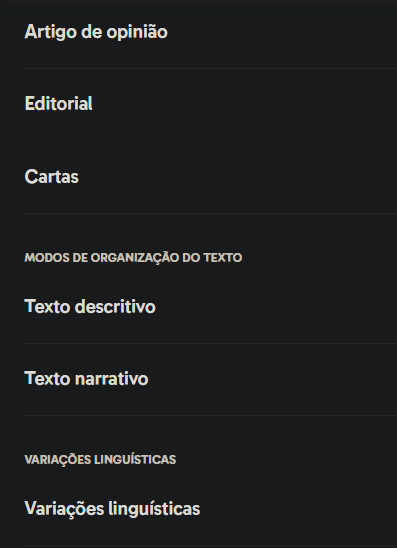 Artigo de opinião
Editorial
Cartas
MODOS DE ORGANIZAÇÃO DO TEXTO
Texto descritivo
Texto narrativo
VARIAÇÕES LINGUÍSTICAS
Variações linguísticas